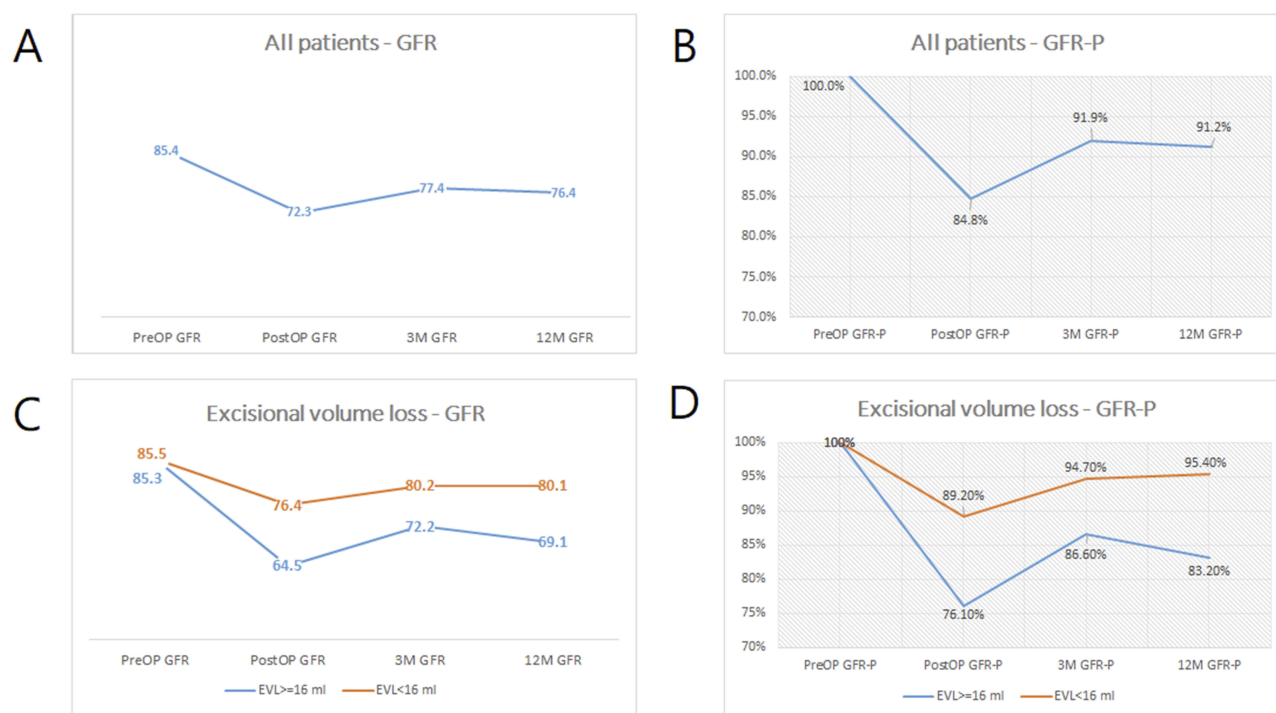 A
All patients - GFR
85.4
72.3
77.4
76.4
PreOP GFR
PostOP GFR
3M GFR
12M GFR
B
All patients - GFR-P
100.0%
95.0%
90.0%
85.0%
80.0%
75.0%
70.0%
100.0%
84.8%
91.9%
91.2%
PreOP GFR-P
PostOP GFR-P
3M GFR-P
12M GFR-P
C
Excisional volume loss - GFR
85.5
85.3
76.4
64.5
80.2
72.2
80.1
69.1
PreOP GFR
PostOP GFR
3M GFR
12M GFR
EVL>=16 ml
EVL<16 ml
D
Excisional volume loss - GFR-P
100%
95%
90%
85%
80%
75%
70%
100%
89.20%
76.10%
94.70%
86.60%
95.40%
83.20%
PreOP GFR-P
PostOP GFR-P
3M GFR-P
12M GFR-P
EVL>=16 ml
EVL<16 ml